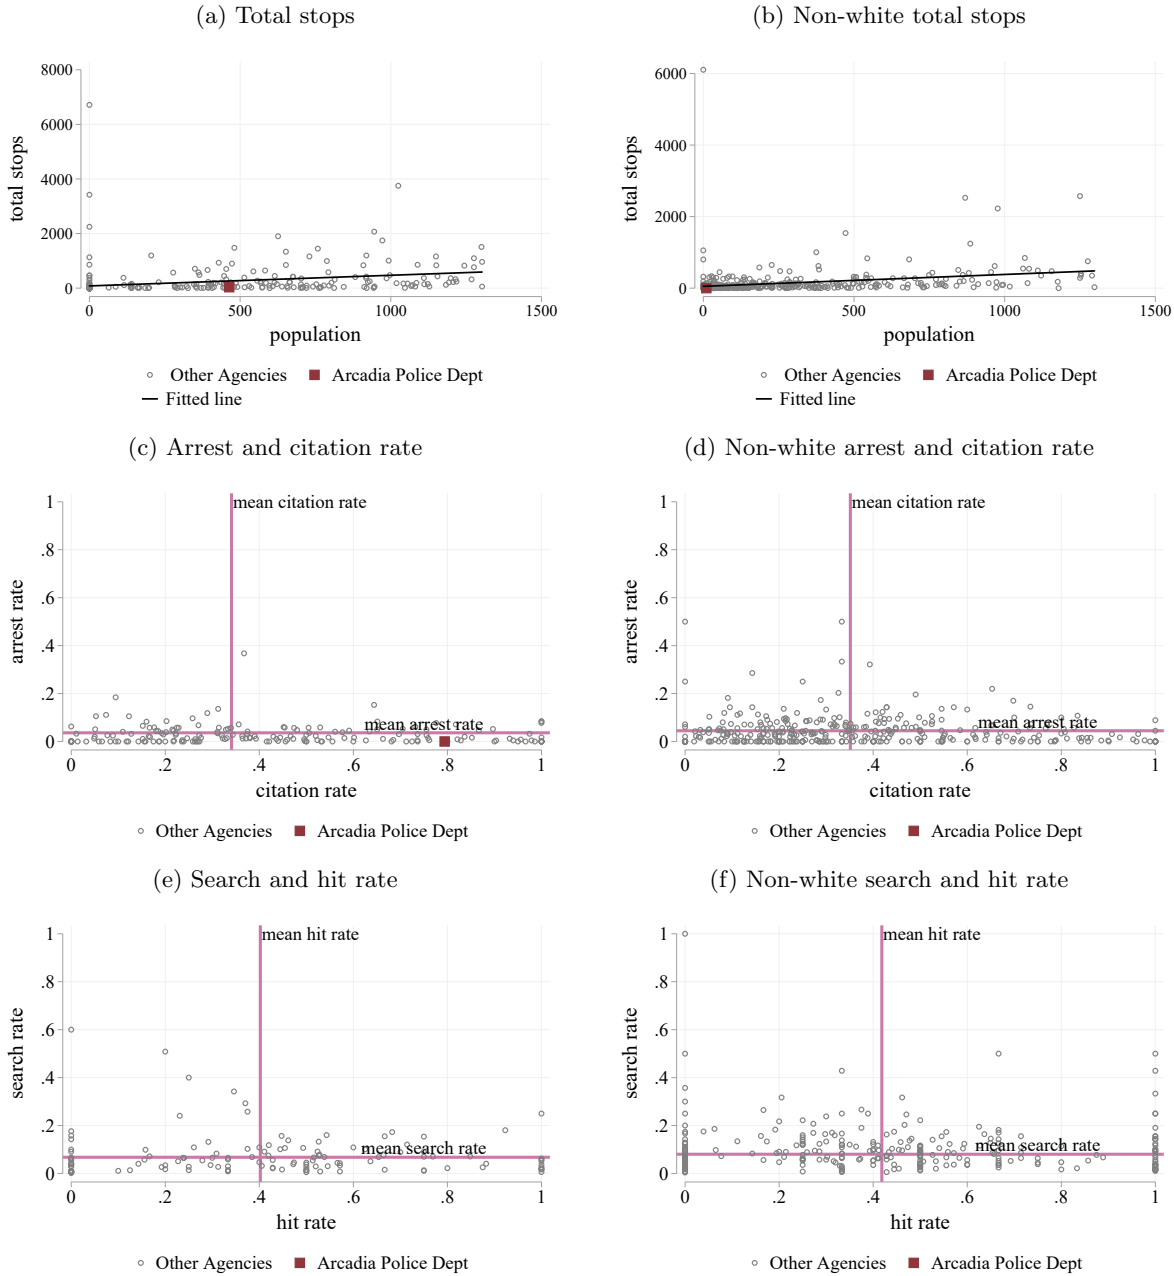 (a) Total stops
(b) Non-white total stops
total stops
8000
6000
4000
2000
0
0 500 1000 1500
population
Other Agencies Arcadia Police Dept
Fitted line
total stops
6000
4000
2000
0
0 500 1000 1500
population
Other Agencies Arcadia Police Dept
Fitted line
(c) Arrest and citation rate
(d) Non-white arrest and citation rate
arrest rate
1
.8
.6
.4
.2
0
mean citation rate
mean arrest rate
0 .2 .4 .6 .8 1
citation rate
Other Agencies Arcadia Police Dept
arrest rate
1
.8
.6
.4
.2
0
mean citation rate
mean arrest rate
0 .2 .4 .6 .8 1
citation rate
Other Agencies Arcadia Police Dept
(e) Search and hit rate
(f) Non-white search and hit rate
search rate
1
.8
.6
.4
.2
0
mean hit rate
mean search rate
0 .2 .4 .6 .8 1
hit rate
Other Agencies Arcadia Police Dept
search rate
1
.8
.6
.4
.2
0
mean hit rate
mean search rate
0 .2 .4 .6 .8 1
hit rate
Other Agencies Arcadia Police Dept